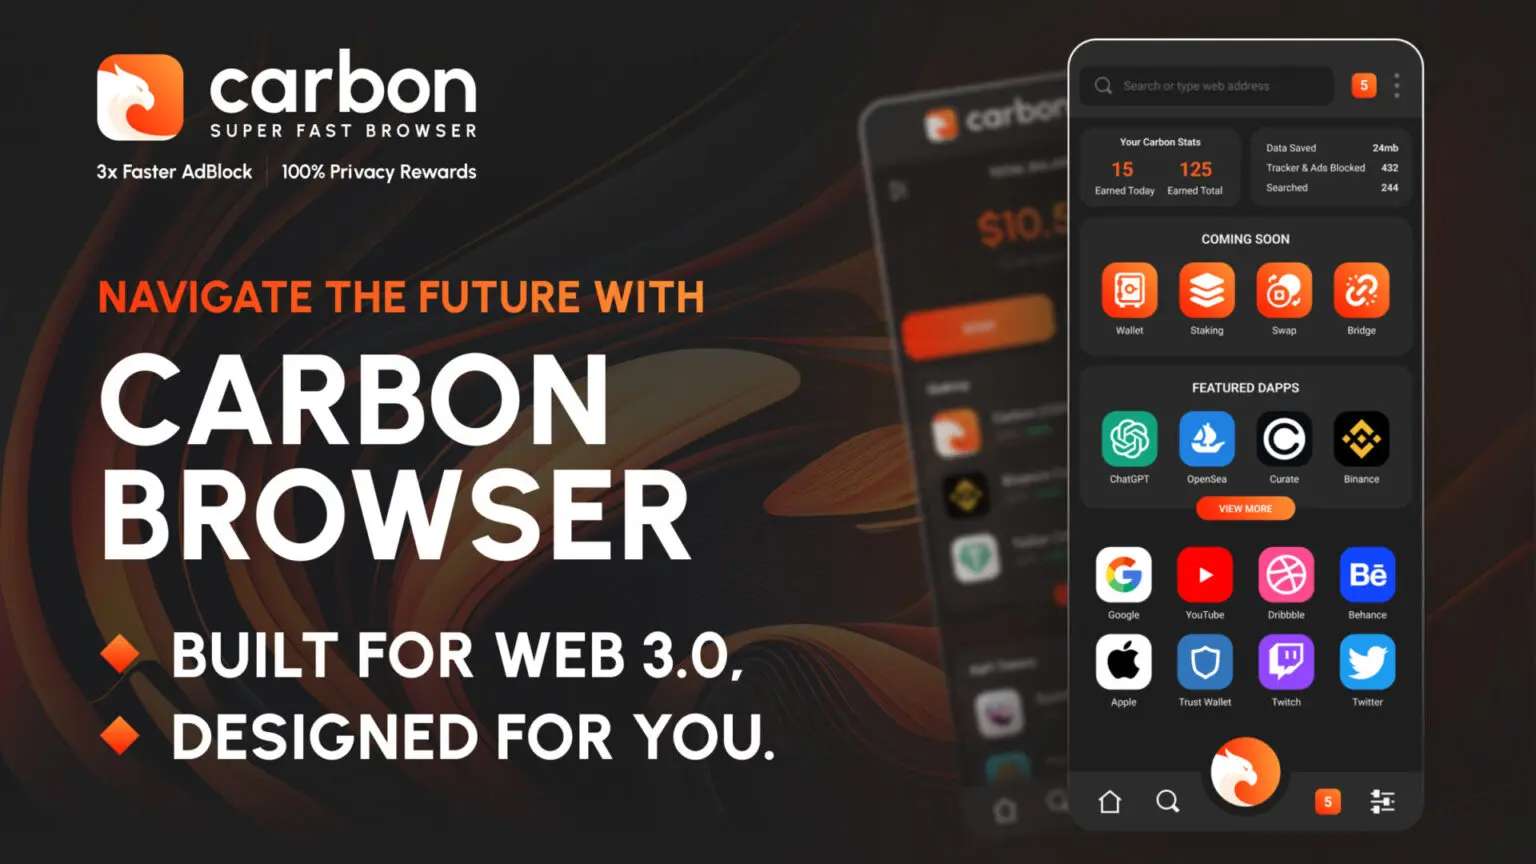 carbon
SUPER FAST BROWSER
3x Faster AdBlock | 100% Privacy Rewards
NAVIGATE THE FUTURE WITH
CARBON
BROWSER
BUILT FOR WEB 3.0,
DESIGNED FOR YOU.
carbon
$10.5
Search or type web address
5
Your Carbon Stats
15 125
Earned Today Earned Total
Data Saved 24mb
Tracker & Ads Blocked 432
Searched 244
COMING SOON
Wallet Staking Swap Bridge
FEATURED DAPPS
ChatGPT OpenSea Curate Binance
VIEW MORE
Bē
Google YouTube Dribbble Behance
Apple Trust Wallet Twitch Twitter
5